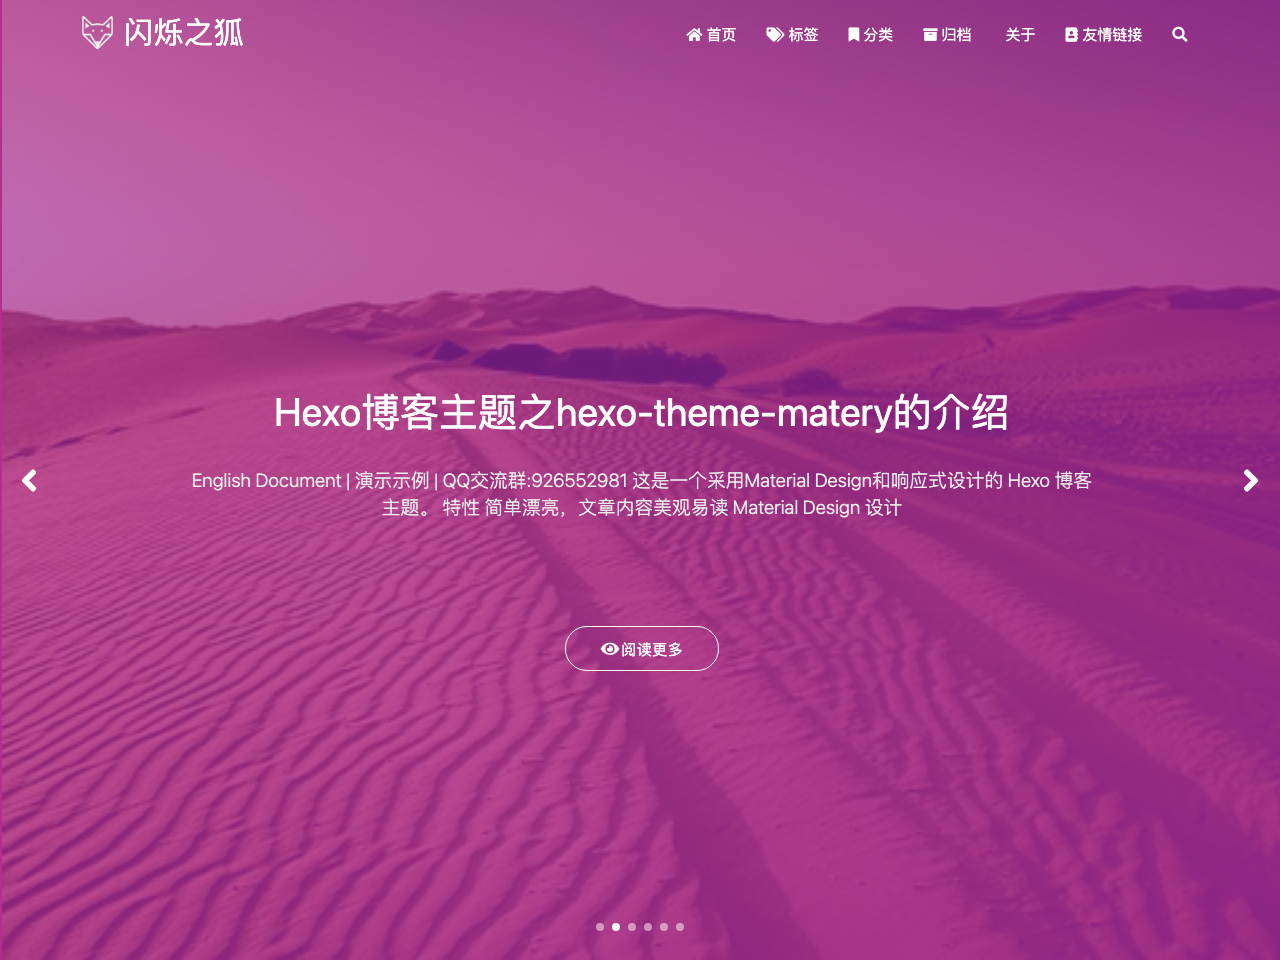 闪烁之狐
首页 标签 分类 归档 关于 友情链接
Hexo博客主题之hexo-theme-matery的介绍
English Document | 演示示例 | QQ交流群:926552981 这是一个采用Material Design和响应式设计的 Hexo 博客
主题。 特性 简单漂亮，文章内容美观易读 Material Design 设计
阅读更多